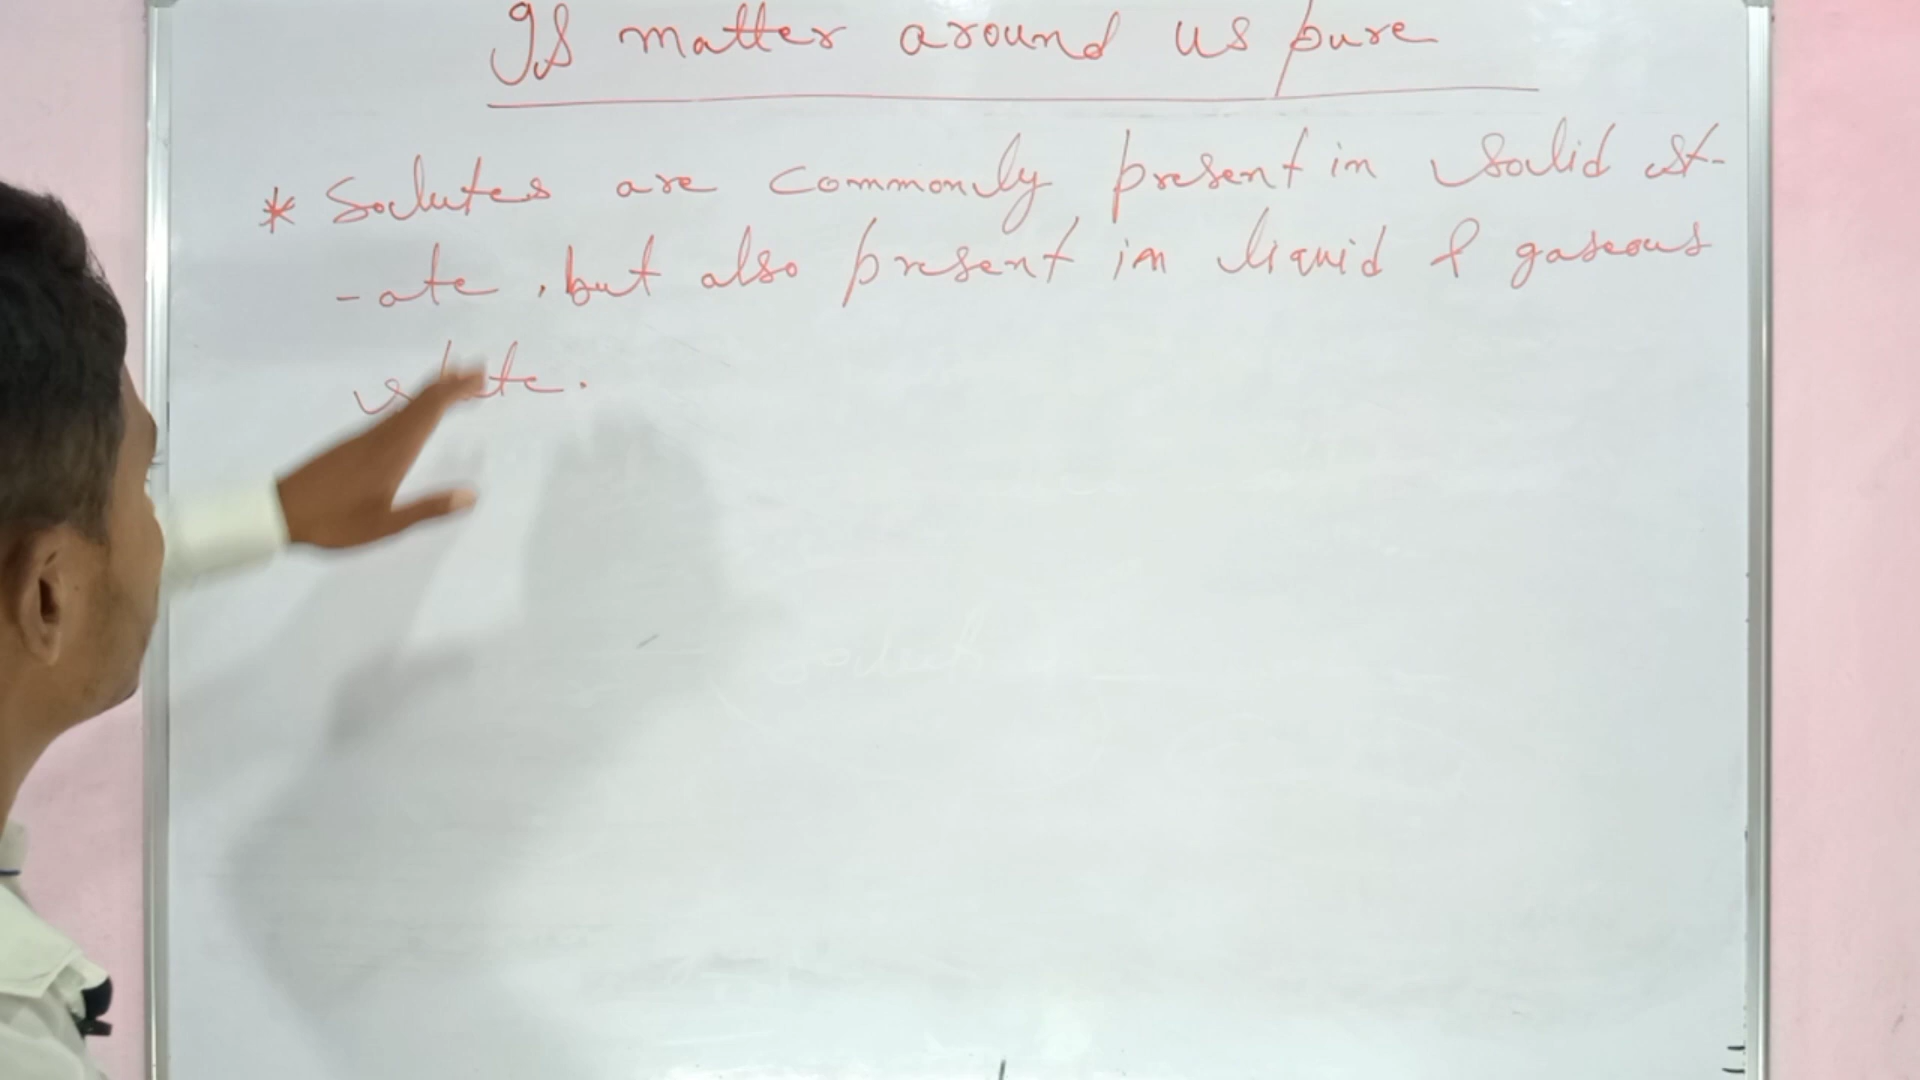 Is matter around us pure
* Solutes are commonly present in solid st-
-ate, but also present in liquid & gaseous
state.